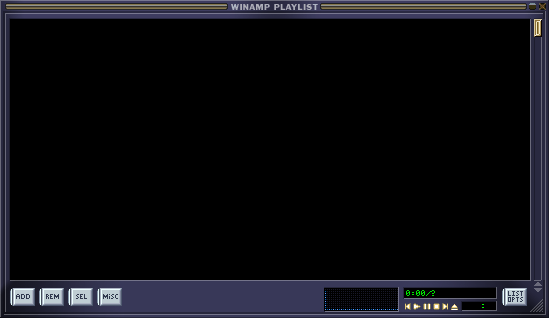 WINAMP PLAYLIST
ADD
REM
SEL
MISC
0:00/?
:
LIST
OPTS